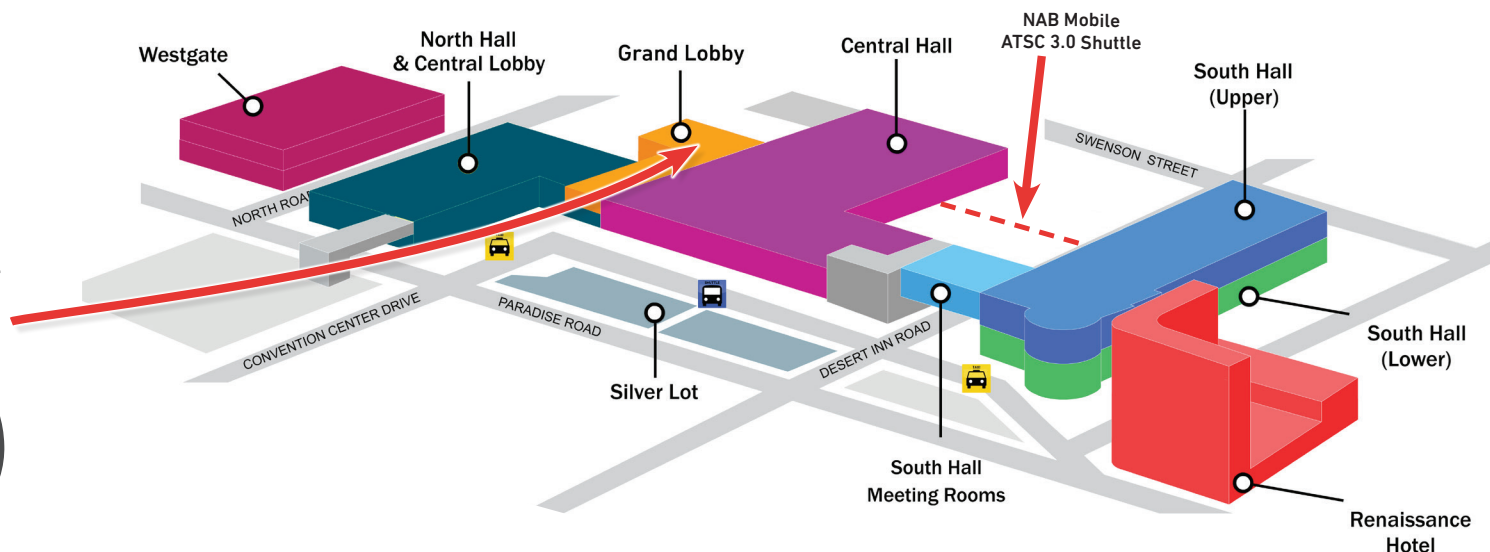 NAB Mobile
ATSC 3.0 Shuttle
Westgate
North Hall
& Central Lobby
Grand Lobby
Central Hall
South Hall
(Upper)
SWENSON STREET
NORTH ROA
CONVENTION CENTER DRIVE
PARADISE ROAD
DESERT INN ROAD
Silver Lot
South Hall
(Lower)
South Hall
Meeting Rooms
Renaissance
Hotel